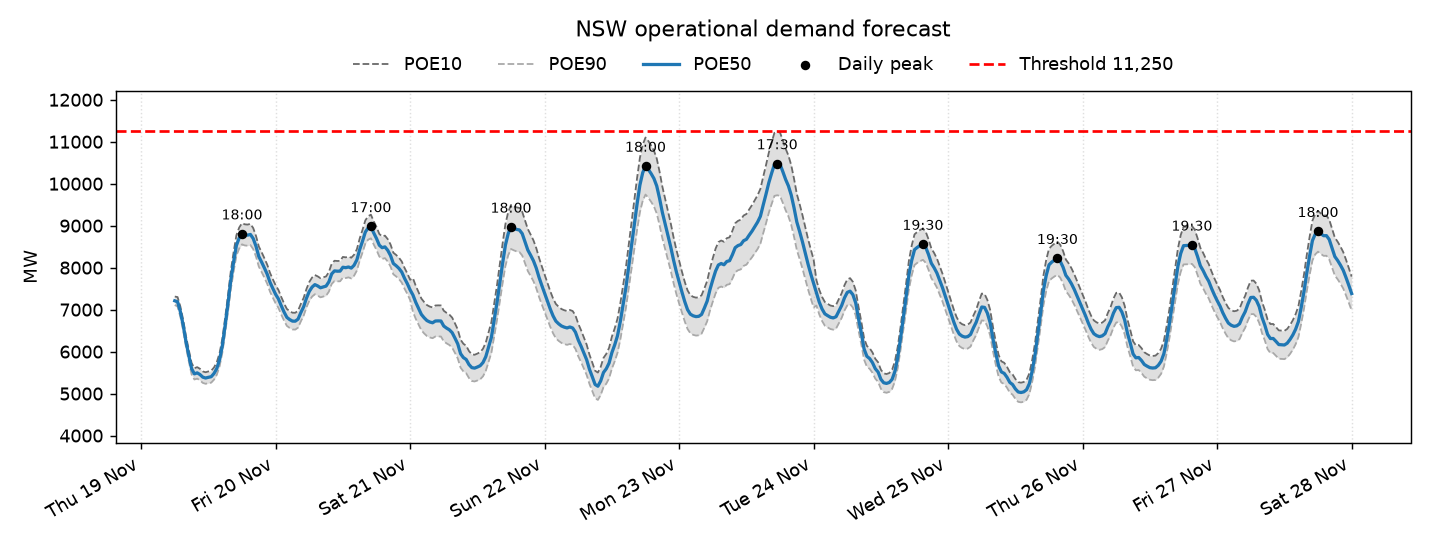 NSW operational demand forecast
POE10 POE90 POE50 Daily peak Threshold 11,250
12000
11000
10000
9000
8000
7000
6000
5000
4000
MW
18:00
17:00
18:00
18:00
17:30
19:30
19:30
19:30
18:00
Thu 19 Nov
Fri 20 Nov
Sat 21 Nov
Sun 22 Nov
Mon 23 Nov
Tue 24 Nov
Wed 25 Nov
Thu 26 Nov
Fri 27 Nov
Sat 28 Nov